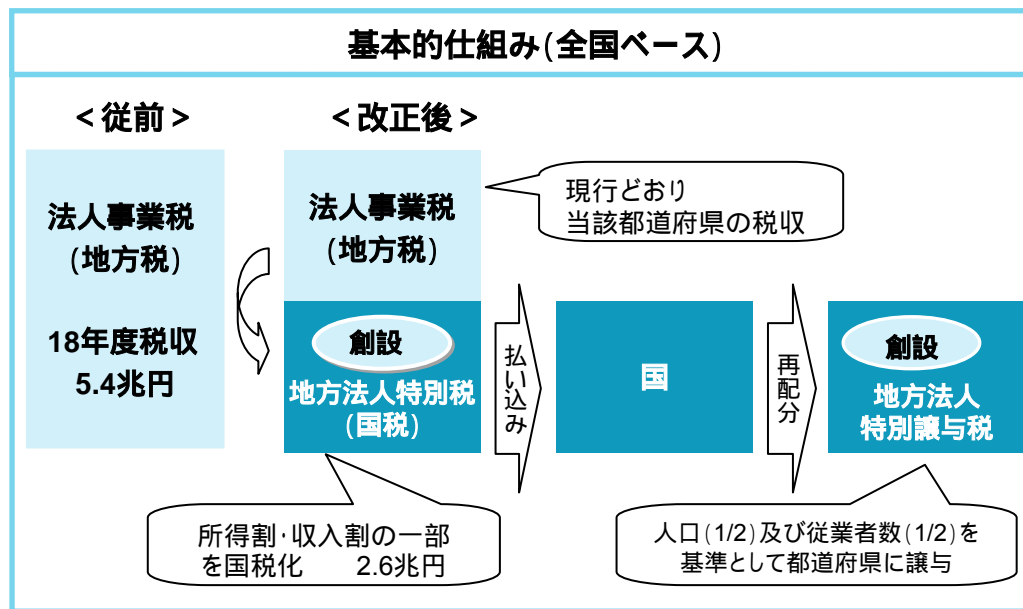 基本的仕組み(全国ベース)
<従前>
<改正後>
法人事業税
(地方税)
18年度税収
5.4兆円
法人事業税
(地方税)
現行どおり
当該都道府県の税収
創設
地方法人特別税
(国税)
払い込み
国
再配分
創設
地方法人
特別譲与税
所得割・収入割の一部
を国税化 2.6兆円
人口(1/2)及び従業者数(1/2)を
基準として都道府県に譲与